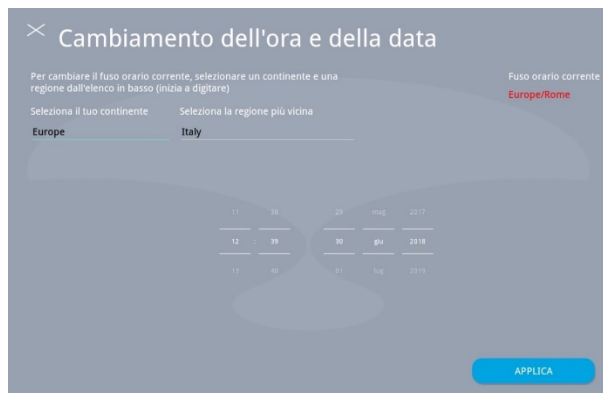 Cambiamento dell'ora e della data
Per cambiare il fuso orario corrente, selezionare un continente e una
regione dall'elenco in basso (inizia a digitare)
Fuso orario corrente
Europe/Rome
Seleziona il tuo continente
Seleziona la regione più vicina
Europe
Italy
11 38 29 mag 2017
12 : 39 30 giu 2018
13 40 01 lug 2019
APPLICA